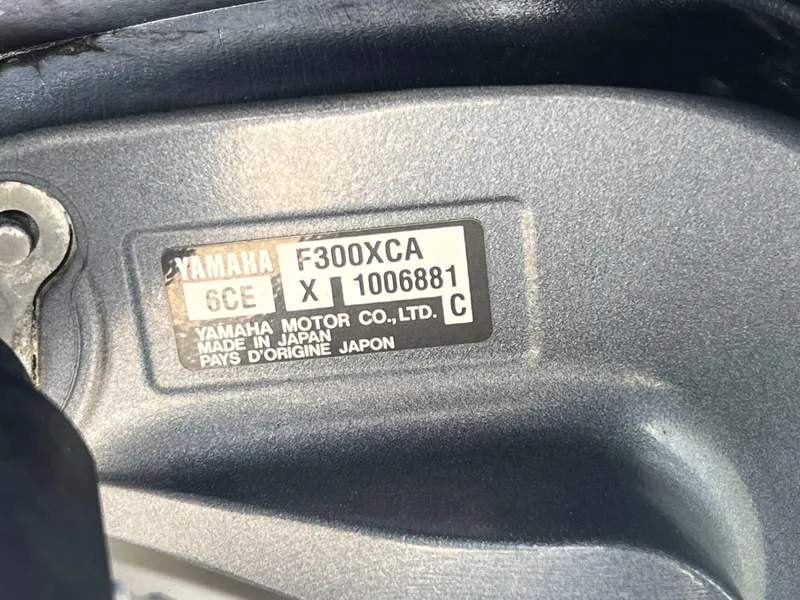 YAMAHA F300XCA
6CE X 1006881
YAMAHA MOTOR CO.,LTD. C
MADE IN JAPAN
PAYS D'ORIGINE JAPON